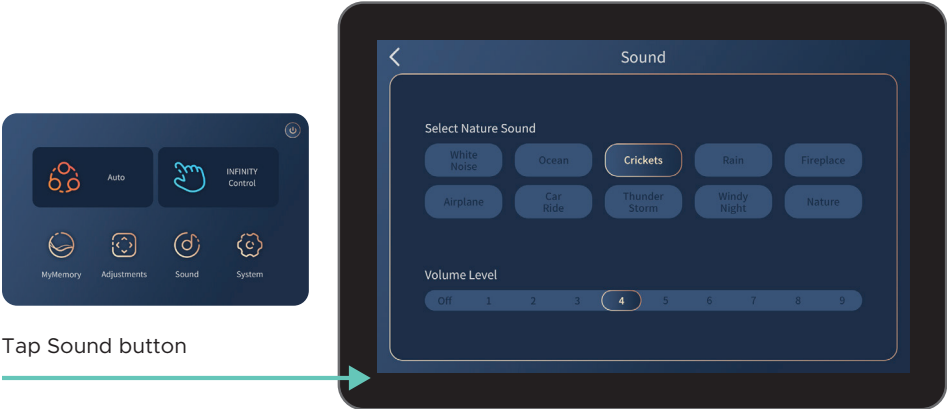 Auto
INFINITY
Control
MyMemory
Adjustments
Sound
System
Tap Sound button
Sound
Select Nature Sound
White
Noise
Ocean
Crickets
Rain
Fireplace
Airplane
Car
Ride
Thunder
Storm
Windy
Night
Nature
Volume Level
Off 1 2 3 4 5 6 7 8 9